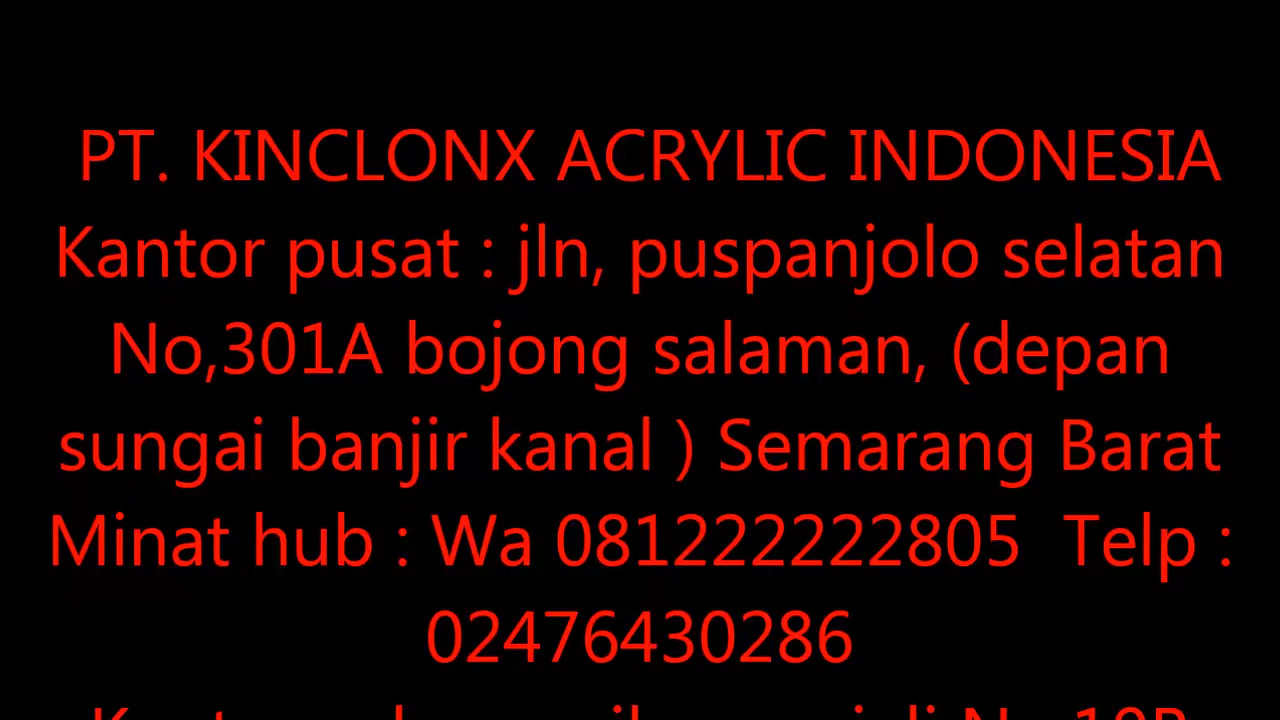 PT. KINCLONX ACRYLIC INDONESIA
Kantor pusat : jln, puspanjolo selatan
No,301A bojong salaman, (depan
sungai banjir kanal ) Semarang Barat
Minat hub : Wa 081222222805  Telp :
02476430286